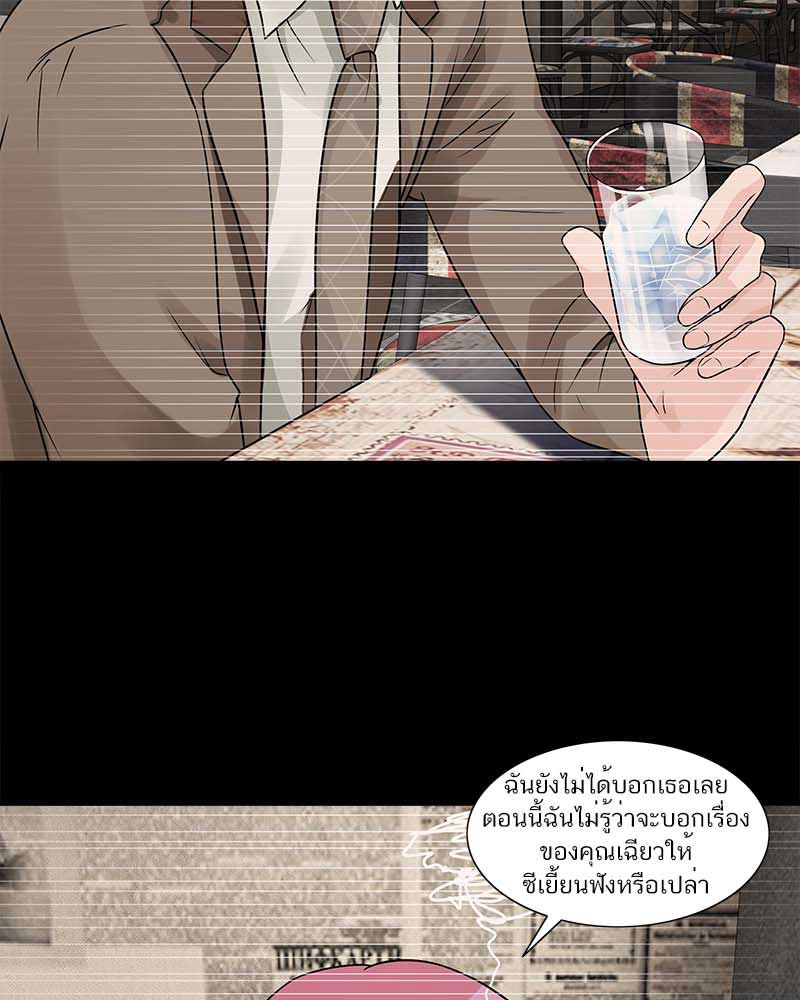 ฉันยังไม่ได้บอกเธอเลย
ตอนนี้ฉันไม่รู้ว่าจะบอกเรื่อง
ของคุณเฉียวให้
ซีเยี้ยนฟังหรือเปล่า